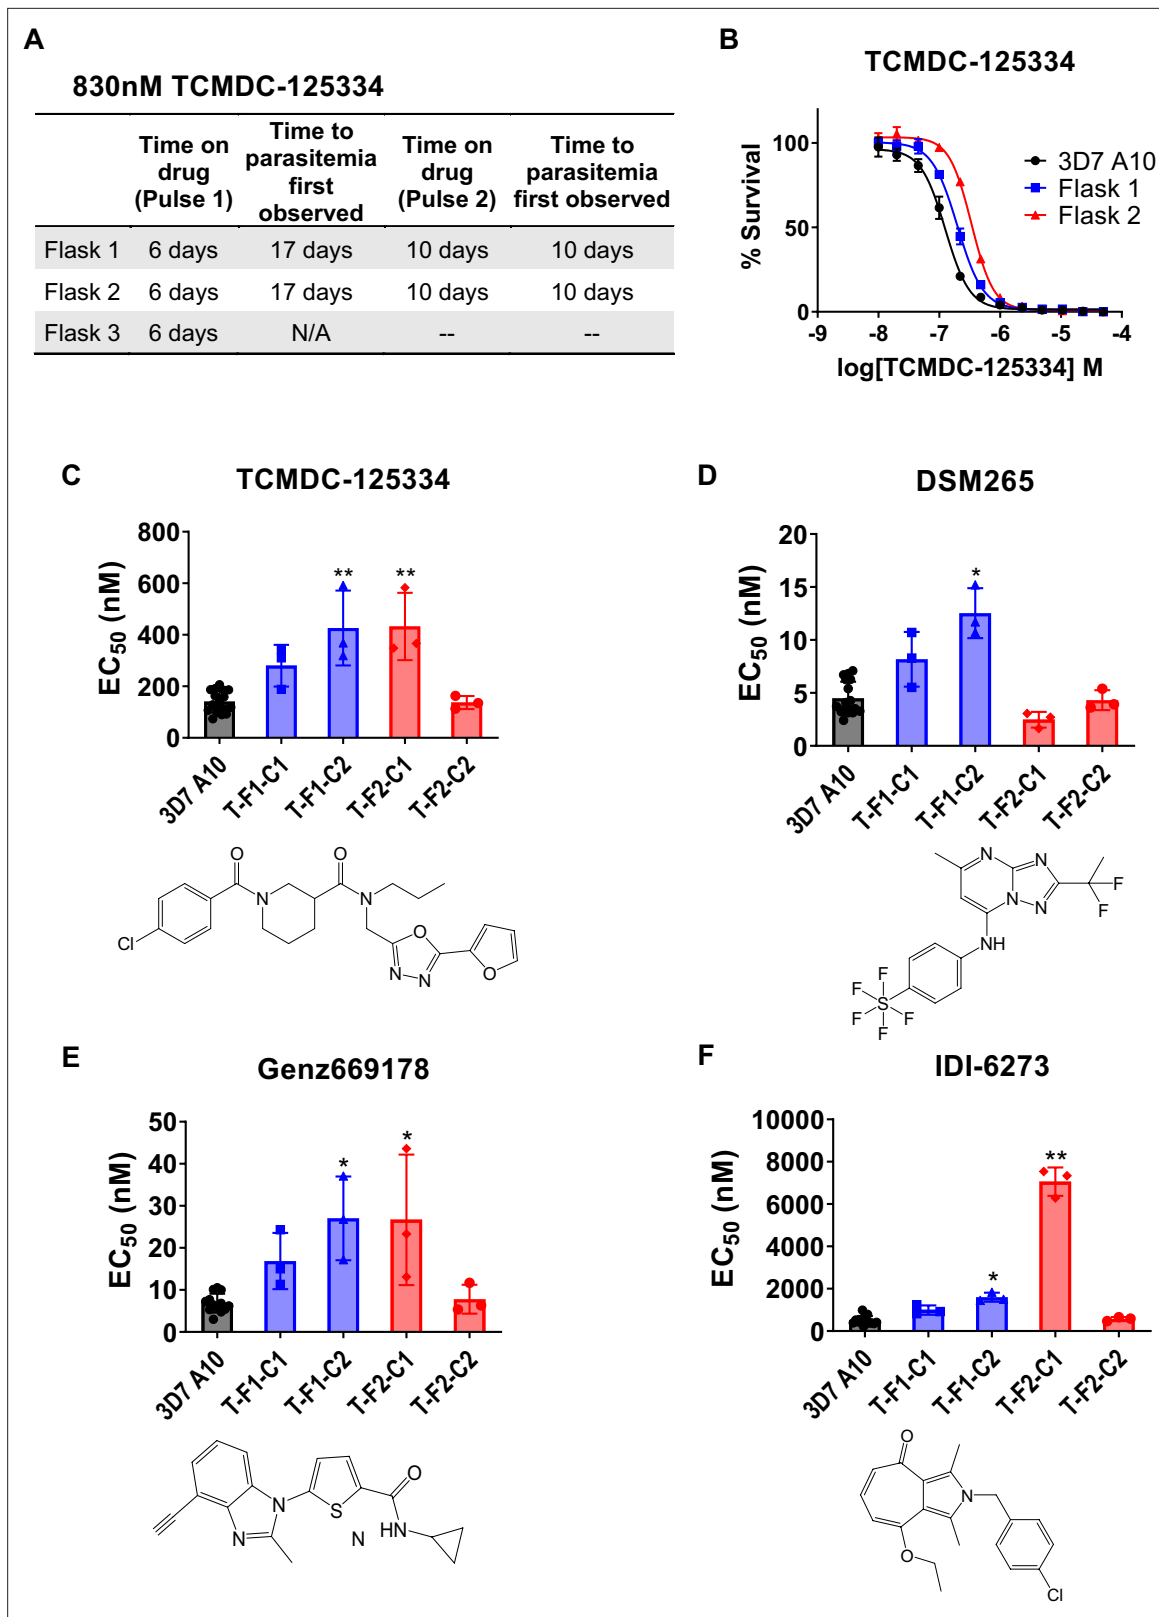 A
830nM TCMDC-125334
Time on drug (Pulse 1)
Time to parasitemia first observed
Time on drug (Pulse 2)
Time to parasitemia first observed
Flask 1 6 days 17 days 10 days 10 days
Flask 2 6 days 17 days 10 days 10 days
Flask 3 6 days N/A -- --
B
TCMDC-125334
% Survival
100
50
0
-9 -8 -7 -6 -5 -4
log[TCMDC-125334] M
3D7 A10
Flask 1
Flask 2
C
TCMDC-125334
EC50 (nM)
800
600
400
200
0
** **
3D7 A10 T-F1-C1 T-F1-C2 T-F2-C1 T-F2-C2
O O
N N
Cl
O
N N
O
D
DSM265
EC50 (nM)
20
15
10
5
0
*
3D7 A10 T-F1-C1 T-F1-C2 T-F2-C1 T-F2-C2
N N
N N
F
F
NH
F F
F S
F F
E
Genz669178
EC50 (nM)
50
40
30
20
10
0
* *
3D7 A10 T-F1-C1 T-F1-C2 T-F2-C1 T-F2-C2
O
N S
N N HN
F
IDI-6273
EC50 (nM)
10000
8000
6000
4000
2000
0
* **
3D7 A10 T-F1-C1 T-F1-C2 T-F2-C1 T-F2-C2
O
N
O
Cl